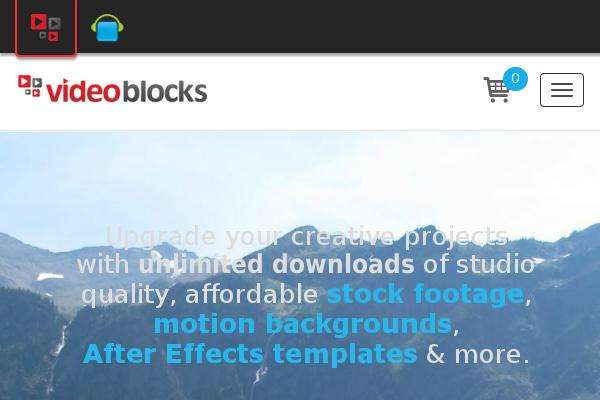 videoblocks
0
Upgrade your creative projects
with unlimited downloads of studio
quality, affordable stock footage,
motion backgrounds,
After Effects templates & more.